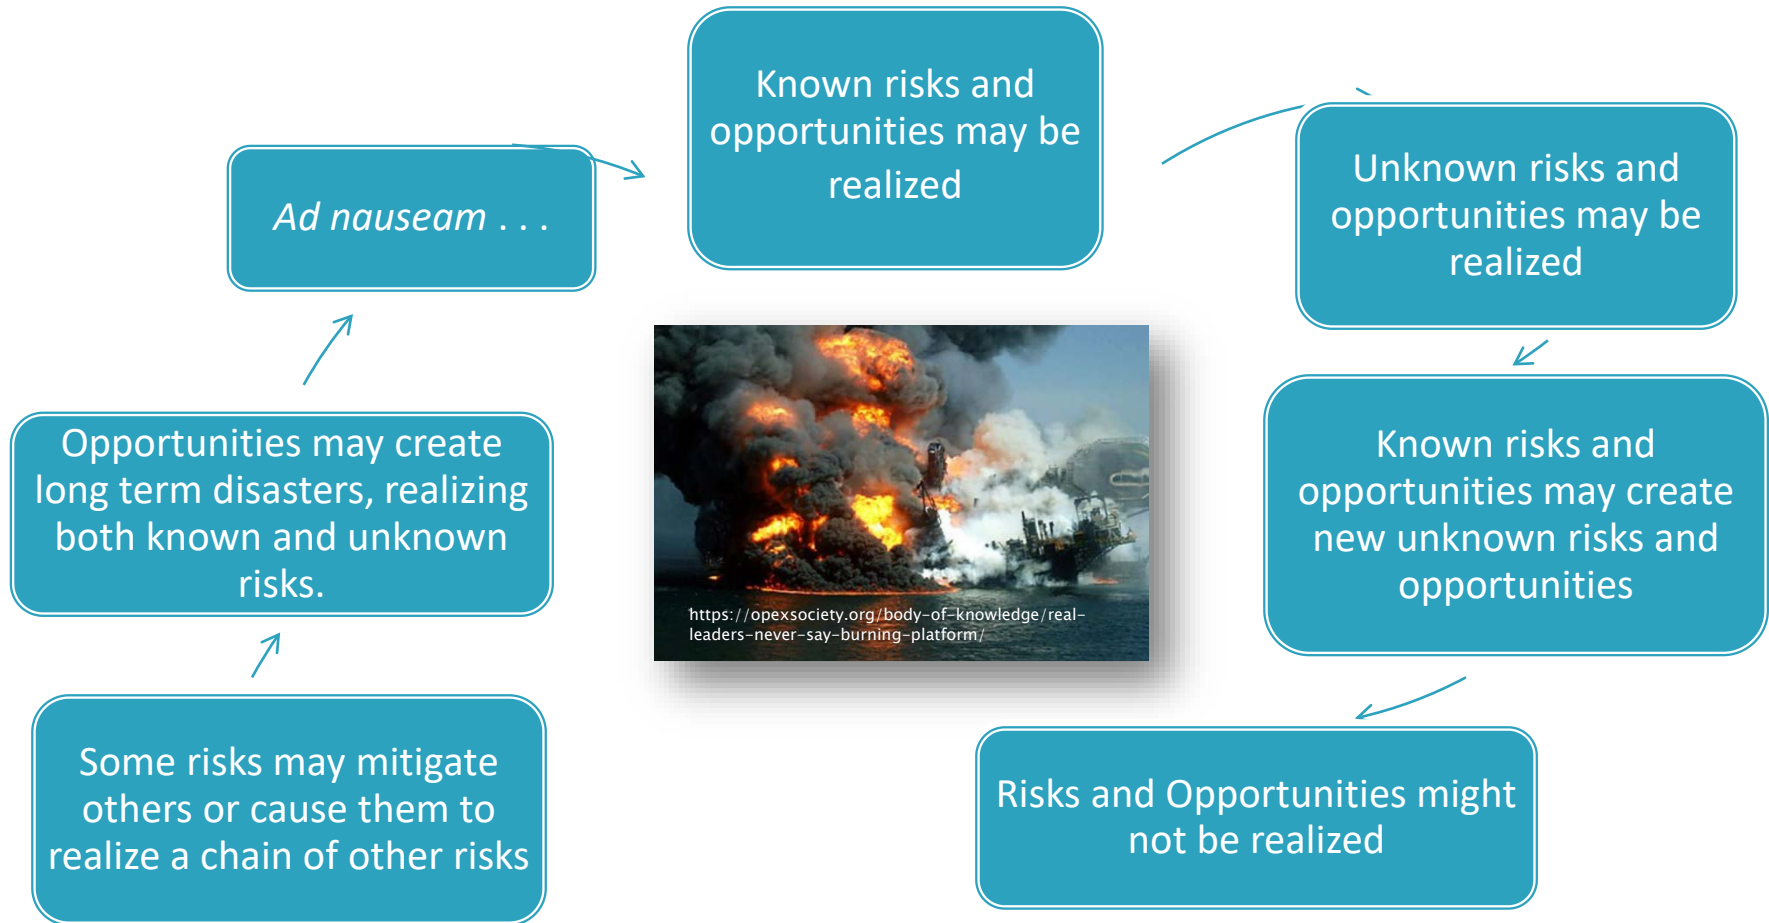 Known risks and
opportunities may be
realized
Unknown risks and
opportunities may be
realized
Known risks and
opportunities may create
new unknown risks and
opportunities
Risks and Opportunities might
not be realized
Some risks may mitigate
others or cause them to
realize a chain of other risks
Opportunities may create
long term disasters, realizing
both known and unknown
risks.
Ad nauseam . . .
https://opexsociety.org/body-of-knowledge/real-
leaders-never-say-burning-platform/